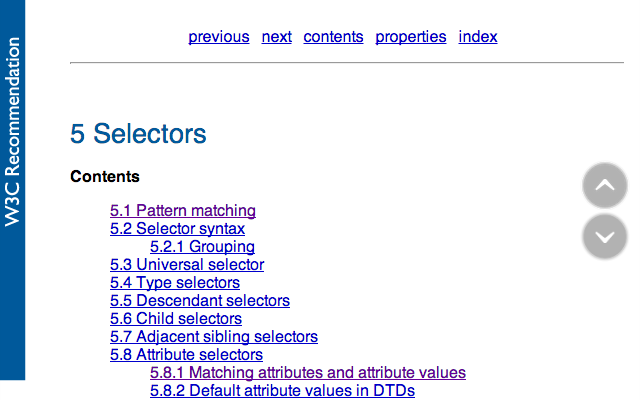 previous next contents properties index
W3C Recommendation
5 Selectors
Contents
5.1 Pattern matching
5.2 Selector syntax
5.2.1 Grouping
5.3 Universal selector
5.4 Type selectors
5.5 Descendant selectors
5.6 Child selectors
5.7 Adjacent sibling selectors
5.8 Attribute selectors
5.8.1 Matching attributes and attribute values
5.8.2 Default attribute values in DTDs